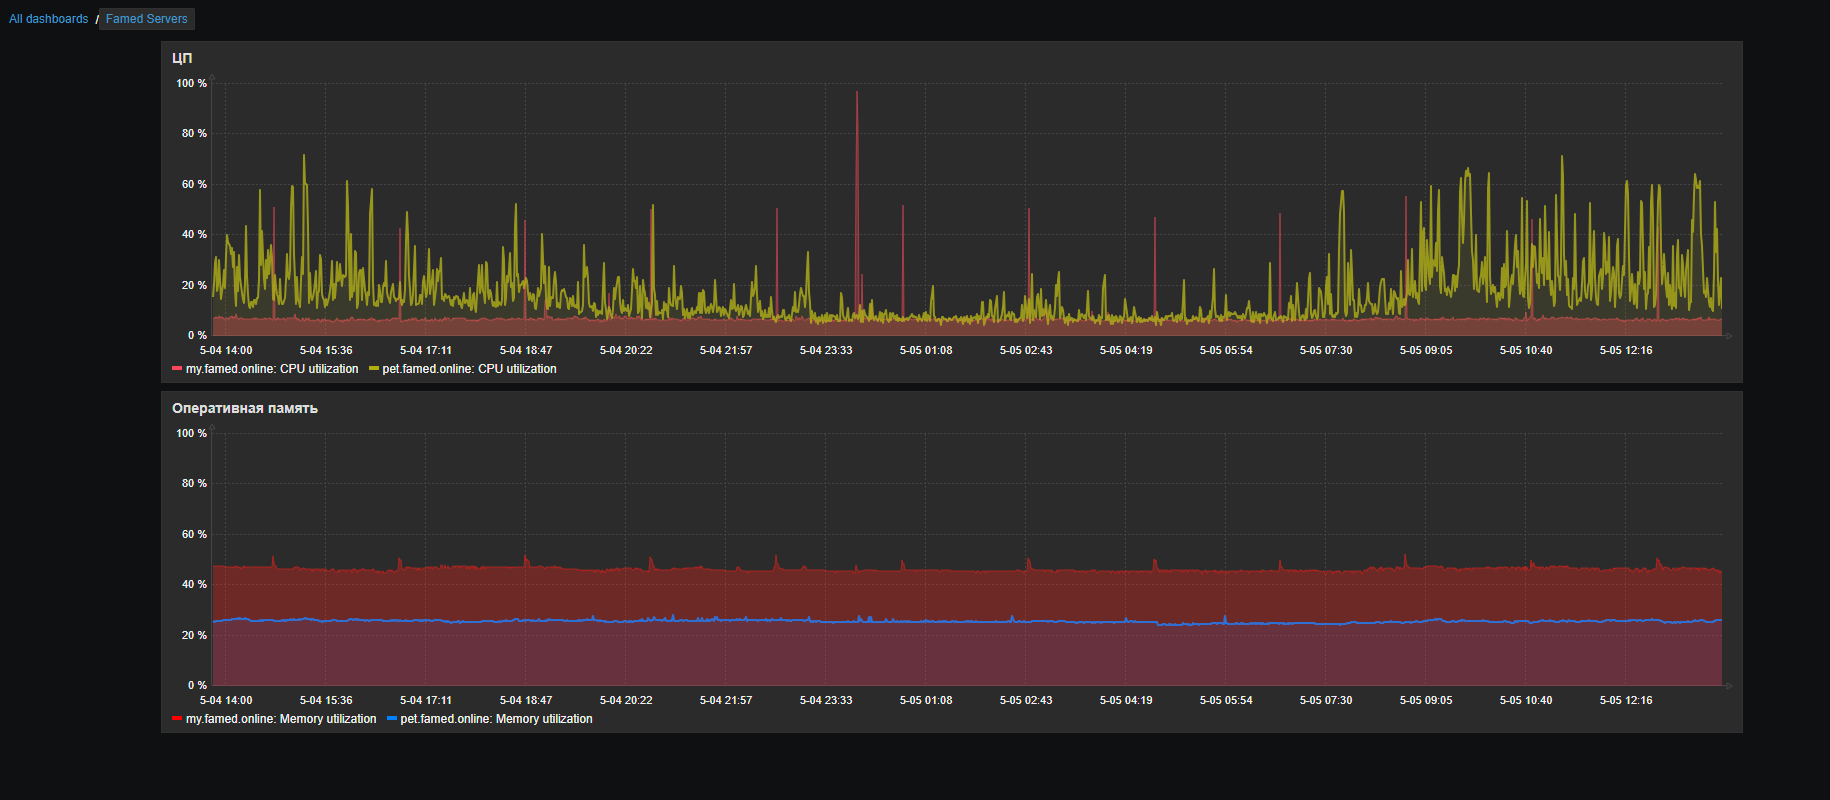 All dashboards / Famed Servers
ЦП
100 %
80 %
60 %
40 %
20 %
0 %
5-04 14:00 5-04 15:36 5-04 17:11 5-04 18:47 5-04 20:22 5-04 21:57 5-04 23:33 5-05 01:08 5-05 02:43 5-05 04:19 5-05 05:54 5-05 07:30 5-05 09:05 5-05 10:40 5-05 12:16
my.famed.online: CPU utilization pet.famed.online: CPU utilization
Оперативная память
100 %
80 %
60 %
40 %
20 %
0 %
5-04 14:00 5-04 15:36 5-04 17:11 5-04 18:47 5-04 20:22 5-04 21:57 5-04 23:33 5-05 01:08 5-05 02:43 5-05 04:19 5-05 05:54 5-05 07:30 5-05 09:05 5-05 10:40 5-05 12:16
my.famed.online: Memory utilization pet.famed.online: Memory utilization